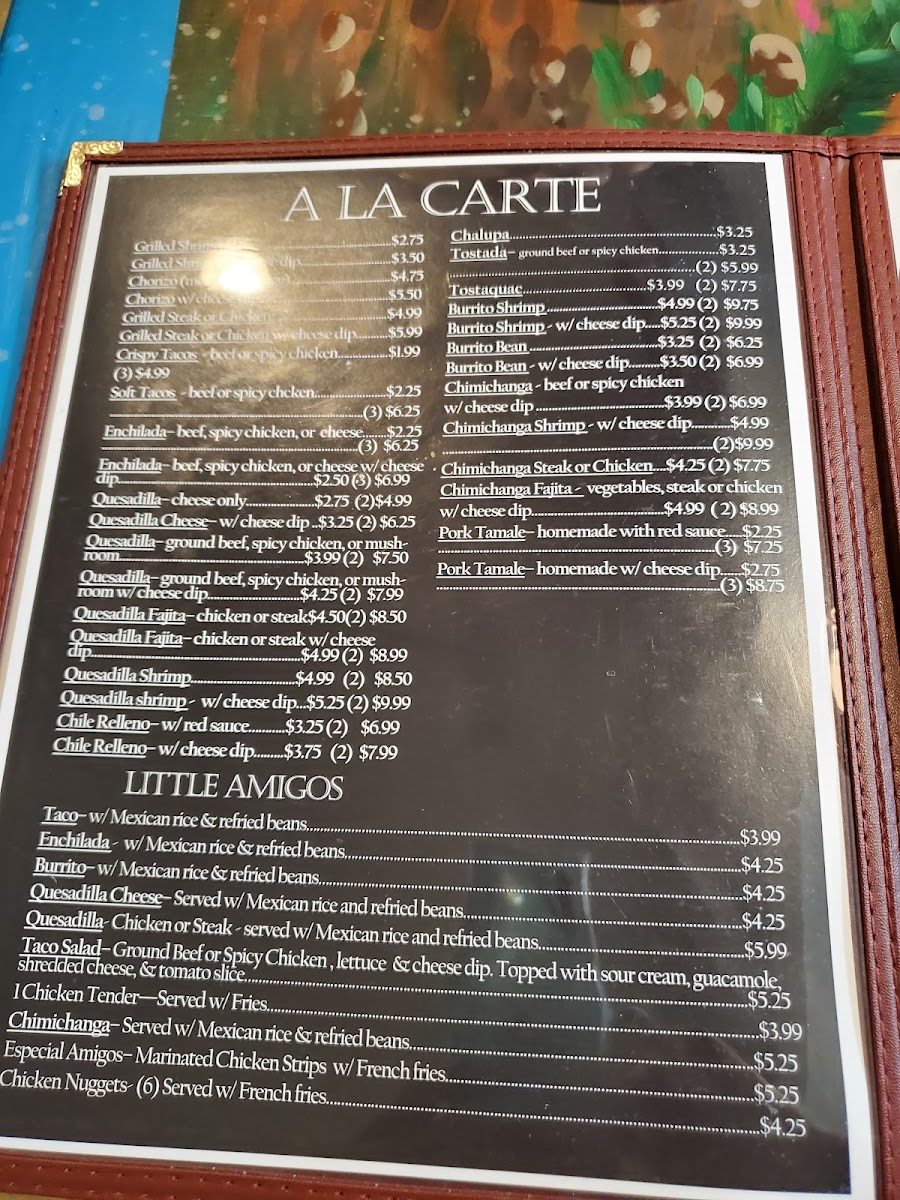 A LA CARTE
Grilled Shrimp $2.75
Grilled dip $3.50
Chorizo $4.75
Chorizo w/ $5.50
Grilled Steak or Chicken $4.99
Grilled Steak or Chicken w/ cheese dip................$5.99
Crispy Tacos - beef or spicy chicken...............$1.99
(3) $4.99
Soft Tacos - beef or spicy chcken....................$2.25
................................................................(3) $6.25
Enchilada– beef, spicy chicken, or cheese.......$2.25
................................................................(3) $6.25
Enchilada– beef, spicy chicken, or cheese w/ cheese
dip.......................................................$2.50 (3) $6.99
Quesadilla– cheese only...............$2.75 (2)$4.99
Quesadilla Cheese– w/ cheese dip ..$3.25 (2) $6.25
Quesadilla– ground beef, spicy chicken, or mush-
room..............................................$3.99 (2) $7.50
Quesadilla– ground beef, spicy chicken, or mush-
room w/ cheese dip.........................$4.25 (2) $7.99
Quesadilla Fajita– chicken or steak$4.50(2) $8.50
Quesadilla Fajita– chicken or steak w/ cheese
dip....................................................$4.99 (2) $8.99
Quesadilla Shrimp..........................$4.99 (2) $8.50
Quesadilla shrimp - w/ cheese dip...$5.25 (2) $9.99
Chile Relleno– w/ red sauce...........$3.25 (2) $6.99
Chile Relleno– w/ cheese dip.........$3.75 (2) $7.99
Chalupa.......................................................$3.25
Tostada– ground beef or spicy chicken...............$3.25
................................................................(2) $5.99
Tostaquac...............................$3.99 (2) $7.75
Burrito Shrimp............................$4.99 (2) $9.75
Burrito Shrimp - w/ cheese dip....$5.25 (2) $9.99
Burrito Bean ...............................$3.25 (2) $6.25
Burrito Bean - w/ cheese dip........$3.50 (2) $6.99
Chimichanga - beef or spicy chicken
w/ cheese dip ...............................$3.99 (2) $6.99
Chimichanga Shrimp - w/ cheese dip...........$4.99
................................................................(2)$9.99
Chimichanga Steak or Chicken...$4.25 (2) $7.75
Chimichanga Fajita - vegetables, steak or chicken
w/ cheese dip................................$4.99 (2) $8.99
Pork Tamale– homemade with red sauce....$2.25
................................................................(3) $7.25
Pork Tamale– homemade w/ cheese dip.....$2.75
................................................................(3) $8.75
LITTLE AMIGOS
Taco– w/ Mexican rice & refried beans................................$3.99
Enchilada - w/ Mexican rice & refried beans................................$4.25
Burrito– w/ Mexican rice & refried beans................................$4.25
Quesadilla Cheese– Served w/ Mexican rice and refried beans................................$4.25
Quesadilla- Chicken or Steak - served w/ Mexican rice and refried beans......................$5.99
Taco Salad– Ground Beef or Spicy Chicken , lettuce & cheese dip. Topped with sour cream, guacamole,
shredded cheese, & tomato slice................................$5.25
1 Chicken Tender—Served w/ Fries................................$3.99
Chimichanga– Served w/ Mexican rice & refried beans................................$5.25
Especial Amigos– Marinated Chicken Strips w/ French fries................................$5.25
Chicken Nuggets- (6) Served w/ French fries................................$4.25